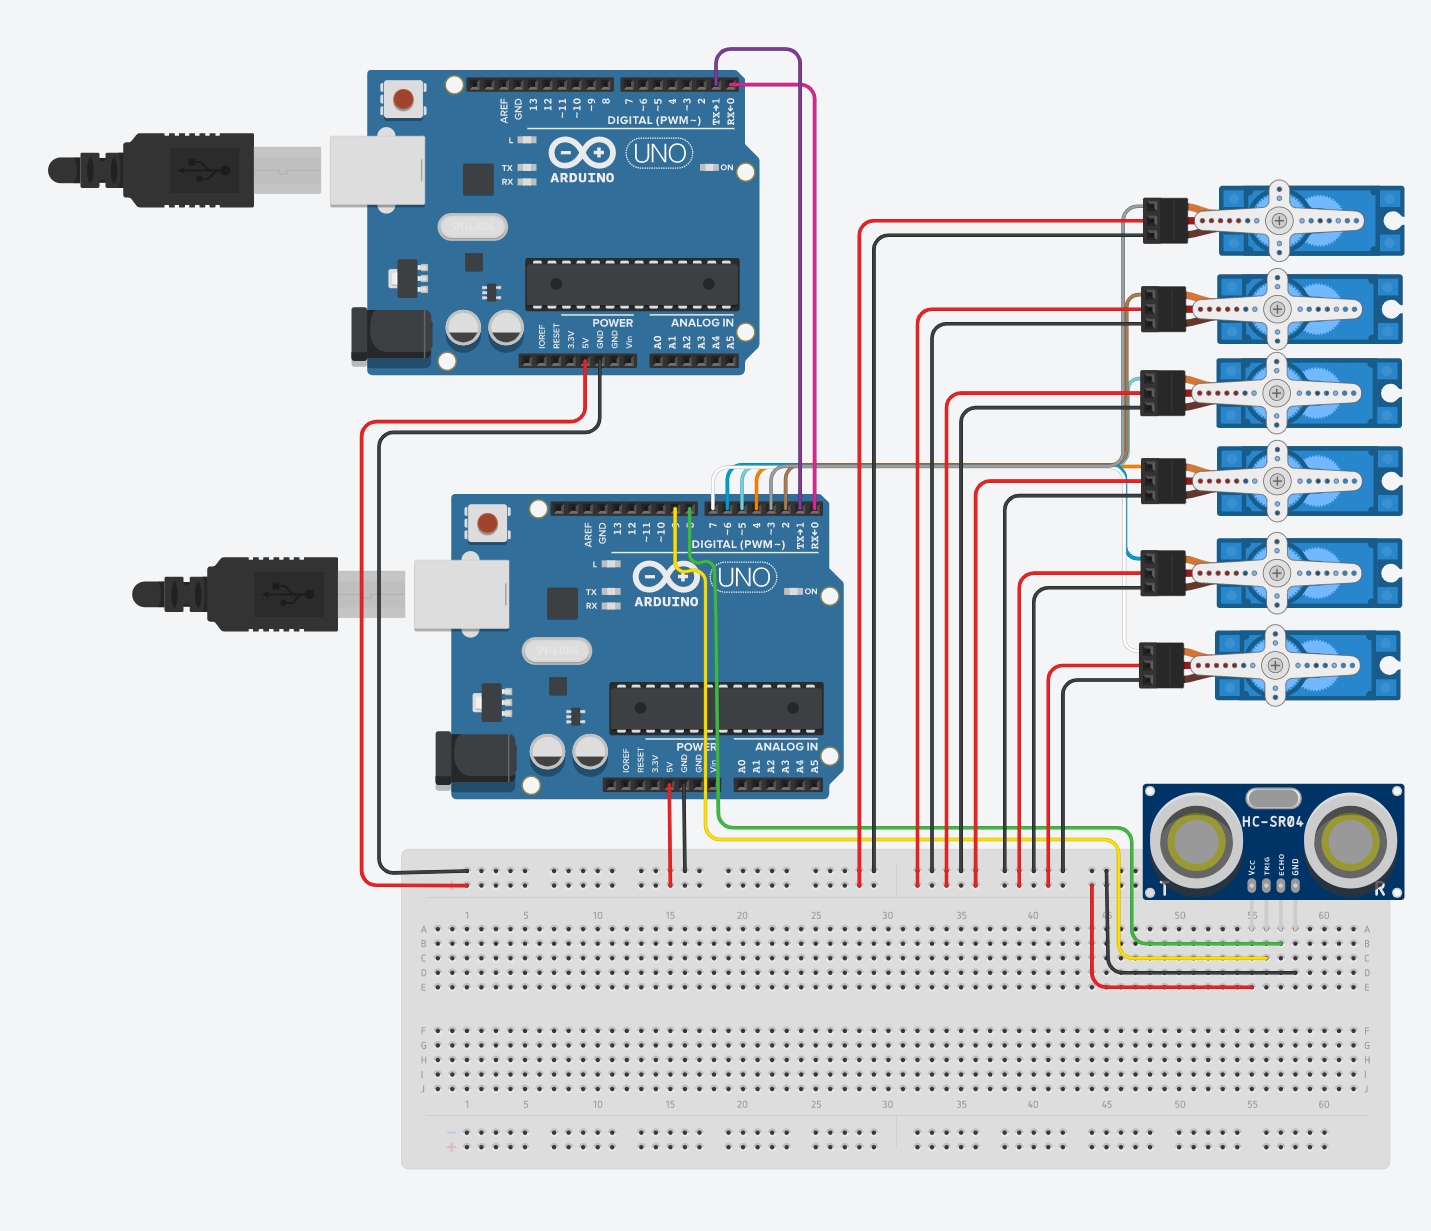 AREF
GND
13
12
~11
~10
~9
8
7
~6
~5
4
~3
2
TX→1
RX←0
DIGITAL (PWM~)
L
TX
RX
ARDUINO
UNO
ON
POWER
ANALOG IN
IOREF
RESET
3.3V
5V
GND
GND
Vin
A0
A1
A2
A3
A4
A5
AREF
GND
13
12
~11
~10
7
~6
~5
4
~3
2
TX→1
RX←0
DIGITAL (PWM~)
L
TX
RX
ARDUINO
UNO
ON
POWER
ANALOG IN
IOREF
RESET
3.3V
5V
GND
GND
Vin
A0
A1
A2
A3
A4
A5
HC-SR04
VCC
TRIG
ECHO
GND
T
R
1 5 10 15 20 25 30 35 40 45 50 55 60
A A
B B
C C
D D
E E
F F
G G
H H
I I
J J
1 5 10 15 20 25 30 35 40 45 50 55 60
−
+